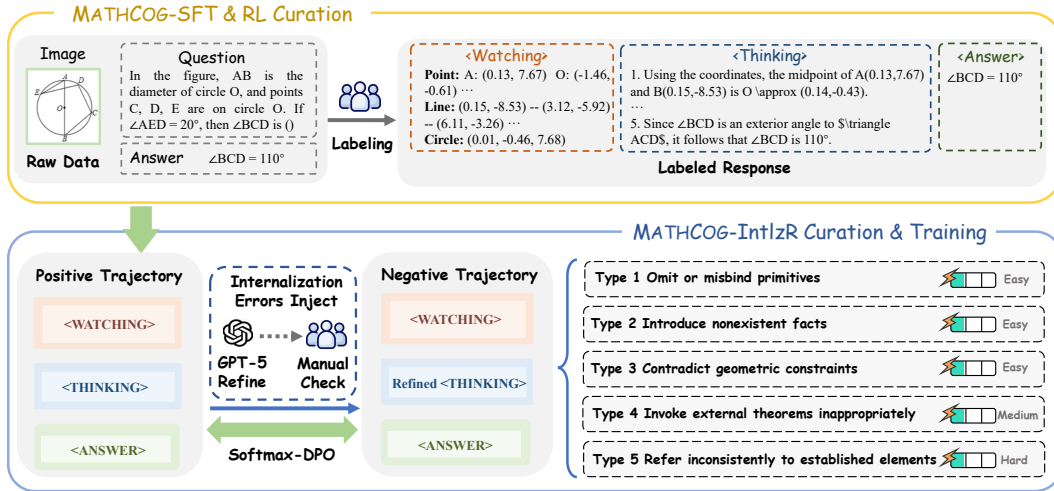 MATHCOG-SFT & RL Curation
Image
Raw Data
A
D
E
O
C
B
Question
In the figure, AB is the
diameter of circle O, and points
C, D, E are on circle O. If
∠AED = 20°, then ∠BCD is ()
Answer ∠BCD = 110°
Labeling
<Watching>
Point: A: (0.13, 7.67) O: (-1.46,
-0.61) ⋯
Line: (0.15, -8.53) -- (3.12, -5.92)
-- (6.11, -3.26) ⋯
Circle: (0.01, -0.46, 7.68)
<Thinking>
1. Using the coordinates, the midpoint of A(0.13,7.67)
and B(0.15,-8.53) is O \approx (0.14,-0.43).
⋯
5. Since ∠BCD is an exterior angle to $\triangle
ACD$, it follows that ∠BCD is 110°.
<Answer>
∠BCD = 110°
Labeled Response
MATHCOG-IntlzR Curation & Training
Positive Trajectory
<WATCHING>
<THINKING>
<ANSWER>
Internalization
Errors Inject
GPT-5
Refine
Manual
Check
Softmax-DPO
Negative Trajectory
<WATCHING>
Refined <THINKING>
<ANSWER>
Type 1 Omit or misbind primitives Easy
Type 2 Introduce nonexistent facts Easy
Type 3 Contradict geometric constraints Easy
Type 4 Invoke external theorems inappropriately Medium
Type 5 Refer inconsistently to established elements Hard